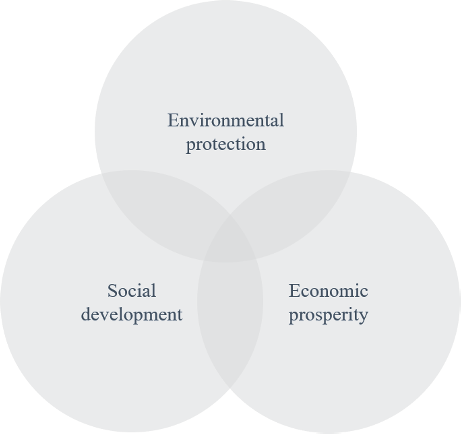 Environmental
protection
Social
development
Economic
prosperity